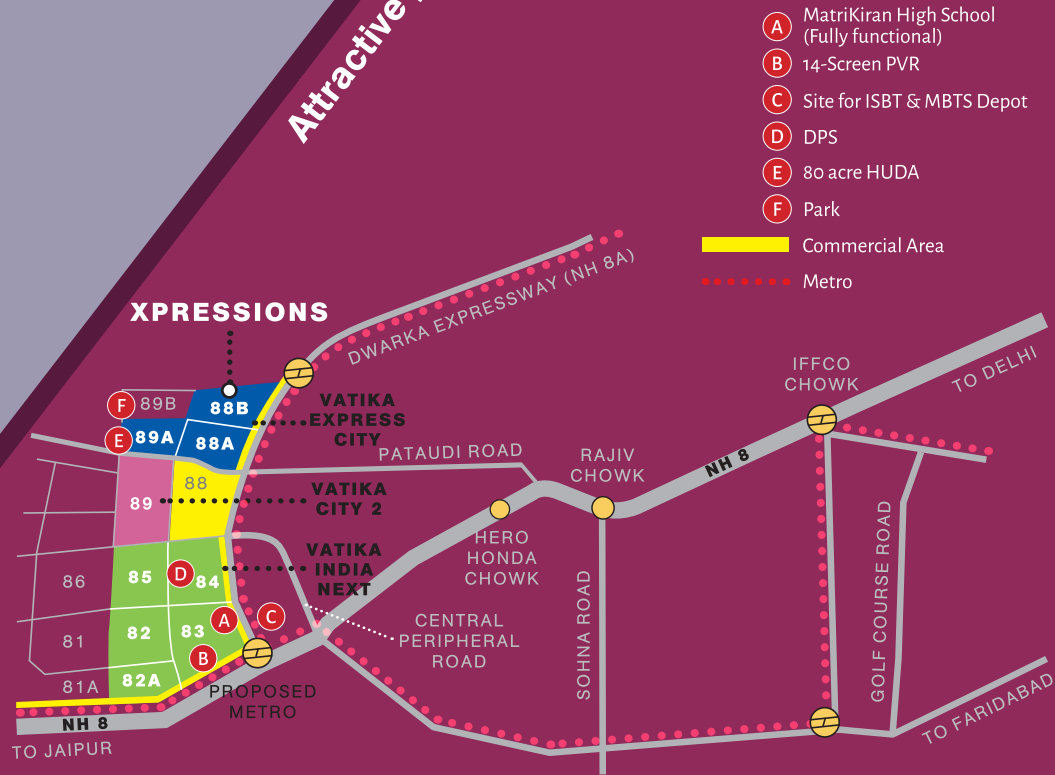 Attractive
A MatriKiran High School
(Fully functional)
B 14-Screen PVR
C Site for ISBT & MBTS Depot
D DPS
E 80 acre HUDA
F Park
Commercial Area
Metro
DWARKA EXPRESSWAY (NH 8A)
XPRESSIONS
IFFCO
CHOWK
TO DELHI
F 89B
88B
VATIKA
EXPRESS
CITY
E 89A
88A
PATAUDI ROAD
RAJIV
CHOWK
NH 8
88
89
VATIKA
CITY 2
HERO
HONDA
CHOWK
VATIKA
INDIA
NEXT
86
85
D
84
SOHNA ROAD
GOLF COURSE ROAD
CENTRAL
PERIPHERAL
ROAD
A
C
81
82
83
B
81A
82A
PROPOSED
METRO
NH 8
TO JAIPUR
TO FARIDABAD